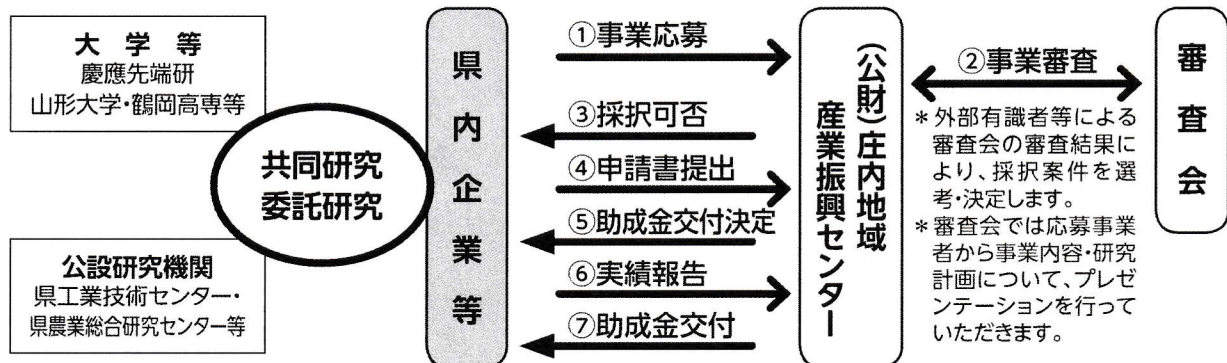 大学等
慶應先端研
山形大学・鶴岡高専等
共同研究
委託研究
公設研究機関
県工業技術センター・
県農業総合研究センター等
県内企業等
①事業応募
③採択可否
④申請書提出
⑤助成金交付決定
⑥実績報告
⑦助成金交付
(公財)庄内地域
産業振興センター
②事業審査
*外部有識者等による
審査会の審査結果に
より、採択案件を選
考・決定します。
*審査会では応募事業
者から事業内容・研究
計画について、プレゼ
ンテーションを行って
いただきます。
審査会